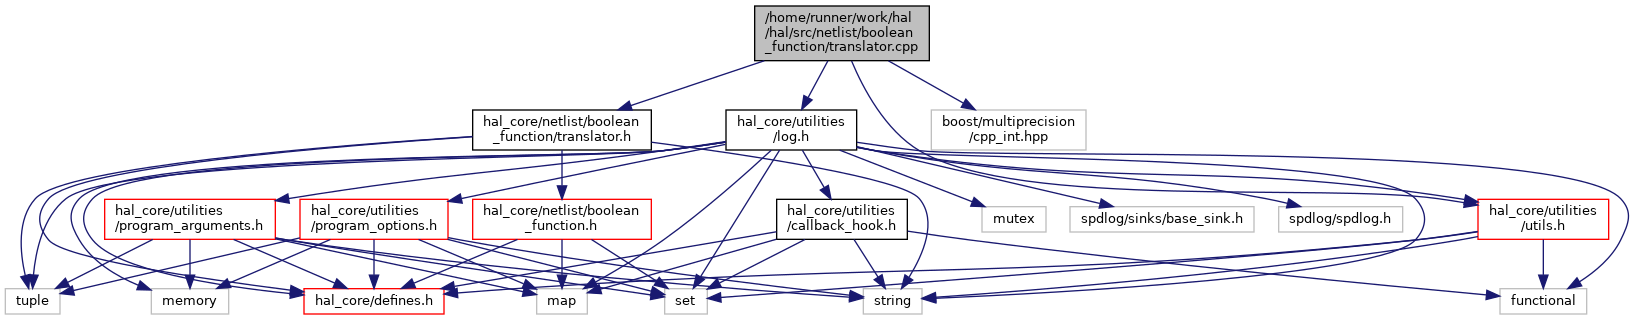 /home/runner/work/hal
/hal/src/netlist/boolean
_function/translator.cpp
hal_core/netlist/boolean
_function/translator.h
hal_core/utilities
/log.h
boost/multiprecision
/cpp_int.hpp
hal_core/utilities
/program_arguments.h
hal_core/utilities
/program_options.h
hal_core/netlist/boolean
_function.h
hal_core/utilities
/callback_hook.h
mutex
spdlog/sinks/base_sink.h
spdlog/spdlog.h
hal_core/utilities
/utils.h
tuple
memory
hal_core/defines.h
map
set
string
functional